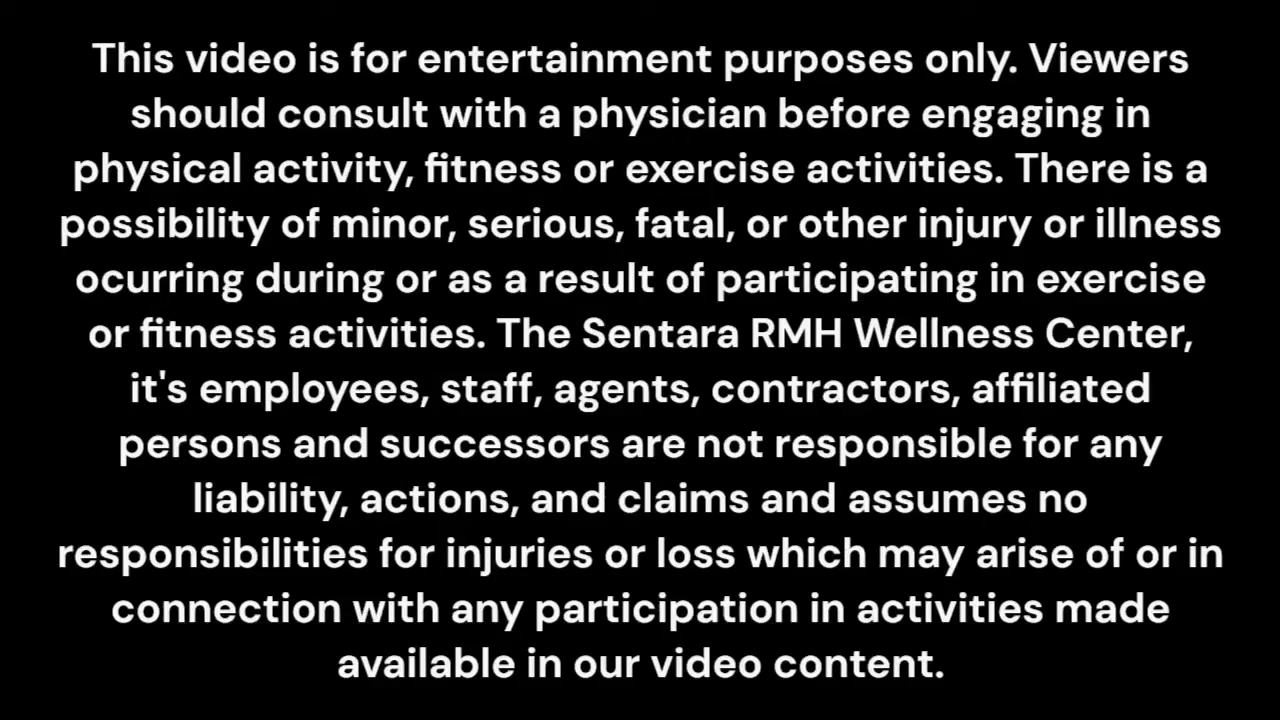 This video is for entertainment purposes only. Viewers
should consult with a physician before engaging in
physical activity, fitness or exercise activities. There is a
possibility of minor, serious, fatal, or other injury or illness
ocurring during or as a result of participating in exercise
or fitness activities. The Sentara RMH Wellness Center,
it's employees, staff, agents, contractors, affiliated
persons and successors are not responsible for any
liability, actions, and claims and assumes no
responsibilities for injuries or loss which may arise of or in
connection with any participation in activities made
available in our video content.